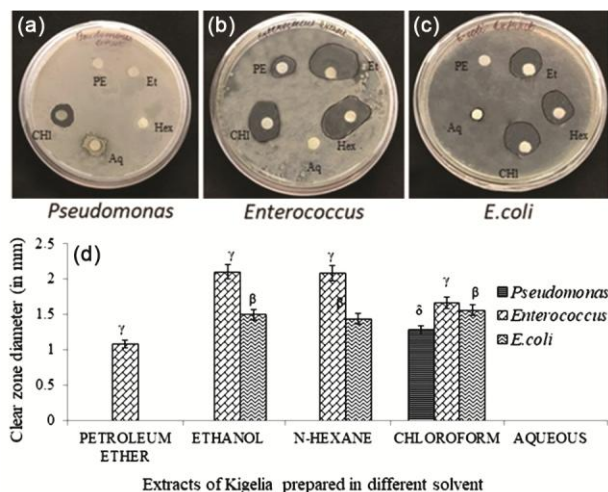 (a)
PE
Et
CHl
Hex
Aq
(b)
PE
Et
CHl
Hex
Aq
(c)
E.coli
PE
Et
Aq
Hex
CHl
Pseudomonas Enterococcus E.coli
(d)
Clear zone diameter (in mm)
2.5
2
1.5
1
0.5
0
γ
γ
β
γ
β
δ
γ
β
Pseudomonas
Enterococcus
E.coli
PETROLEUM ETHANOL N-HEXANE CHLOROFORM AQUEOUS
ETHER
Extracts of Kigelia prepared in different solvent